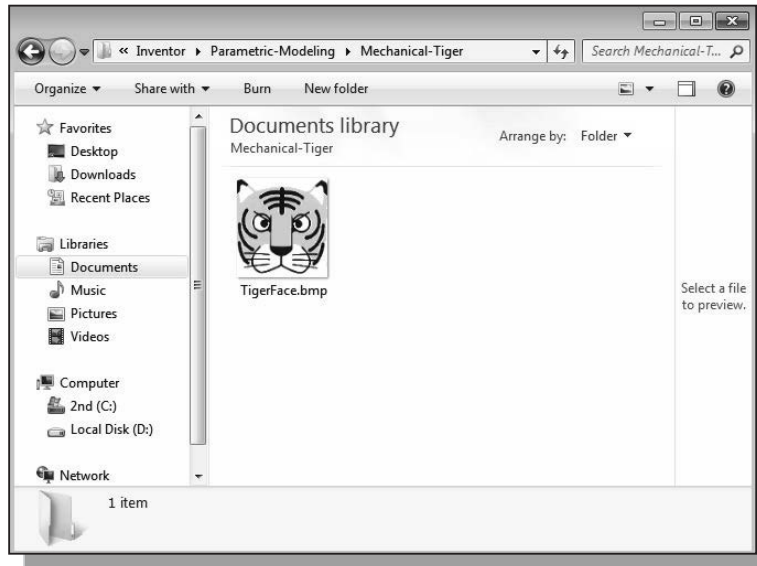 « Inventor ▸ Parametric-Modeling ▸ Mechanical-Tiger
Search Mechanical-T...
Organize ▾ Share with ▾ Burn New folder
Favorites
Desktop
Downloads
Recent Places
Libraries
Documents
Music
Pictures
Videos
Computer
2nd (C:)
Local Disk (D:)
Network
Documents library
Mechanical-Tiger
Arrange by: Folder ▾
TigerFace.bmp
Select a file
to preview.
1 item